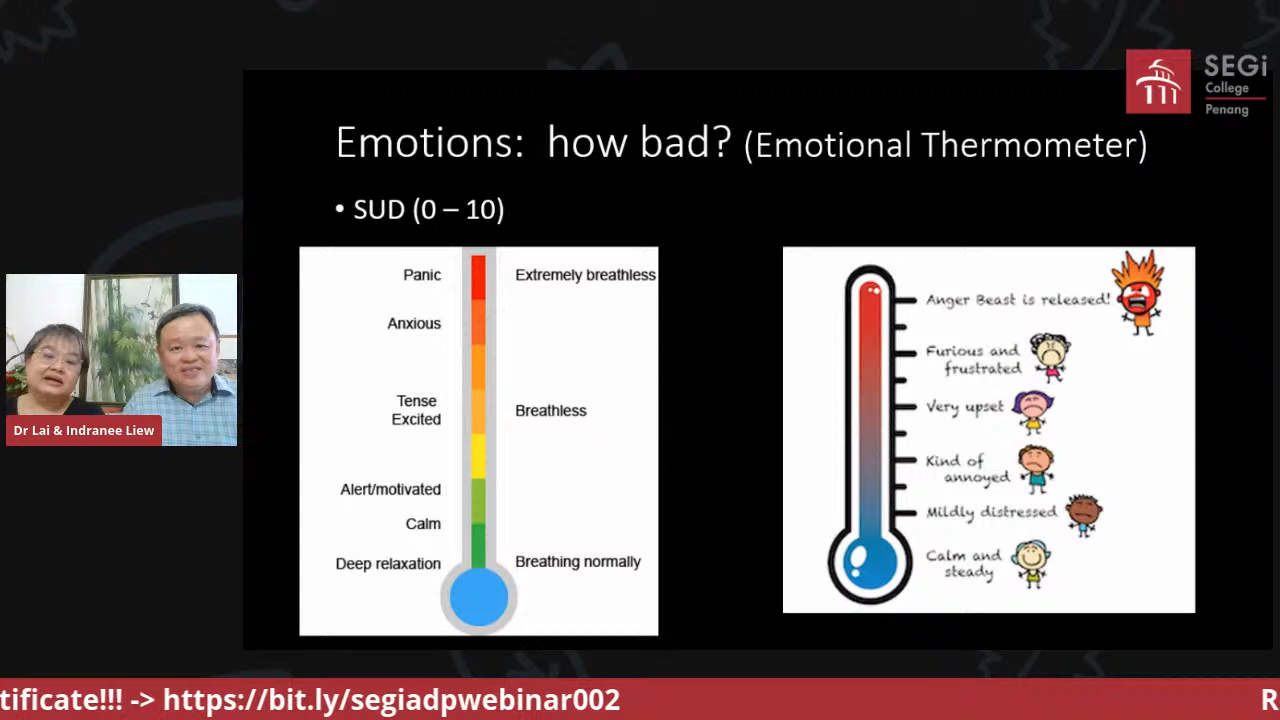 SEGi
College
Penang
Emotions: how bad? (Emotional Thermometer)
• SUD (0 – 10)
Panic
Extremely breathless
Anxious
Tense
Excited
Breathless
Alert/motivated
Calm
Deep relaxation
Breathing normally
Anger Beast is released!
Furious and
frustrated
Very upset
Kind of
annoyed
Mildly distressed
Calm and
steady
Dr Lai & Indranee Liew
tificate!!! -> https://bit.ly/segiadpwebinar002
R